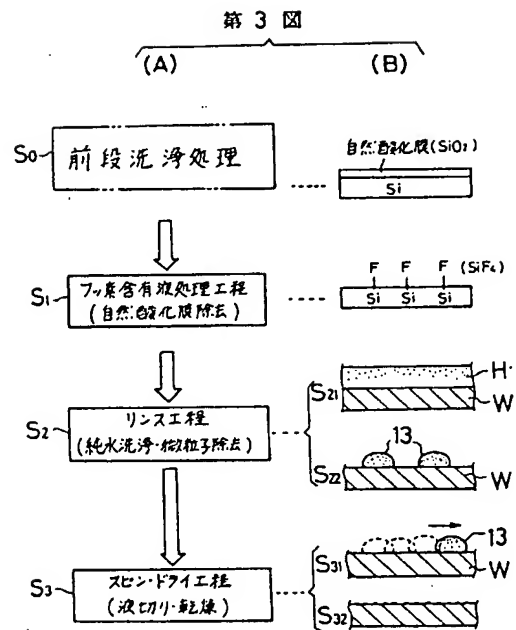 第3図
(A) (B)
S0 前段洗浄処理
自然酸化膜(SiO2)
Si
S1 フッ素含有液処理工程
(自然酸化膜除去)
F F F (SiF4)
Si Si Si
S2 リンス工程
(純水洗浄・微粒子除去)
S21 H
W
13
S22 W
S3 スピン・ドライ工程
(液切り・乾燥)
13
S31 W
S32